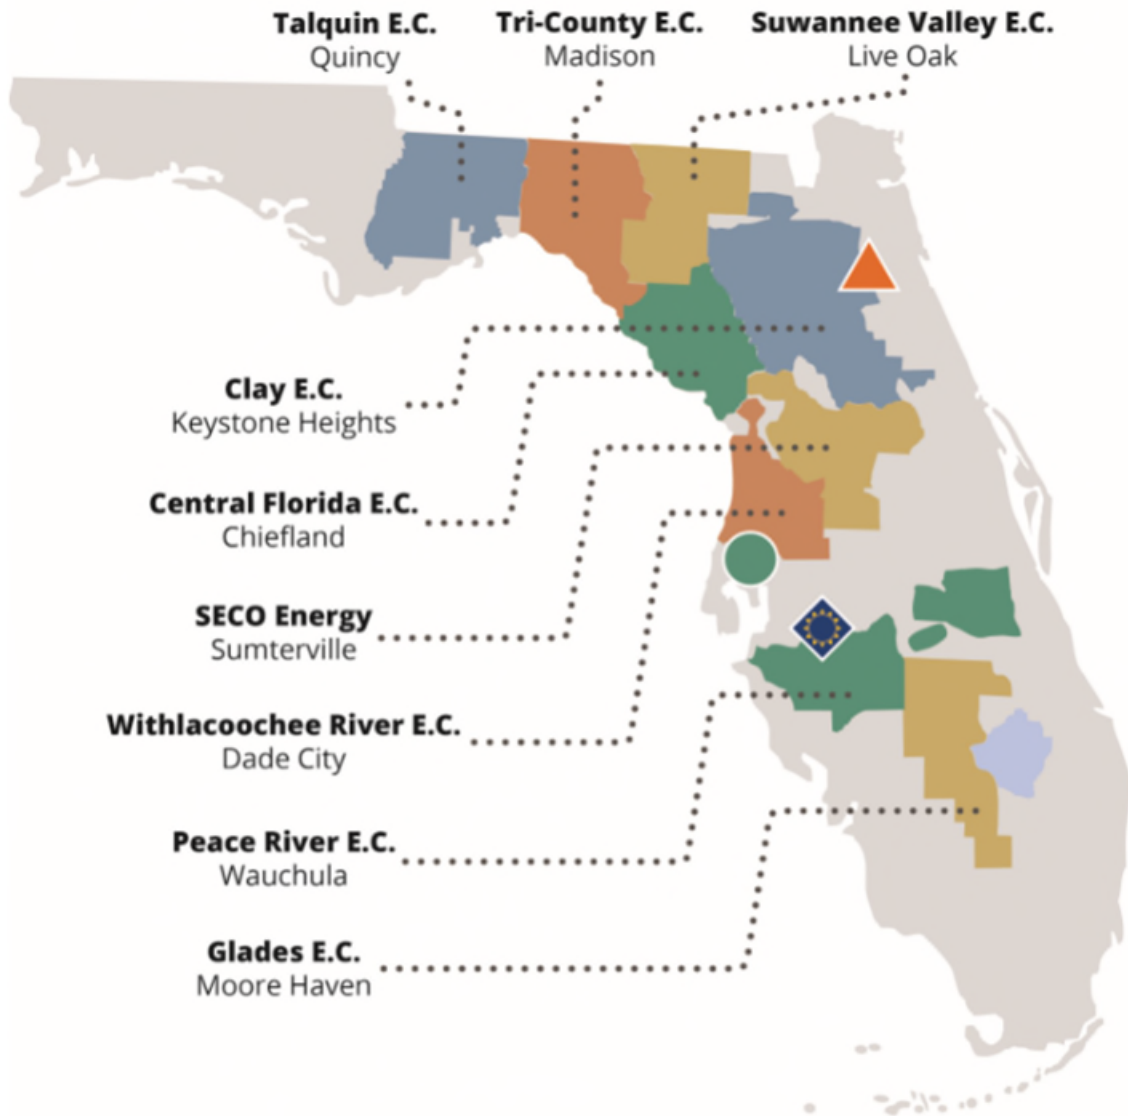 Talquin E.C.
Quincy
Tri-County E.C.
Madison
Suwannee Valley E.C.
Live Oak
Clay E.C.
Keystone Heights
Central Florida E.C.
Chiefland
SECO Energy
Sumterville
Withlacoochee River E.C.
Dade City
Peace River E.C.
Wauchula
Glades E.C.
Moore Haven